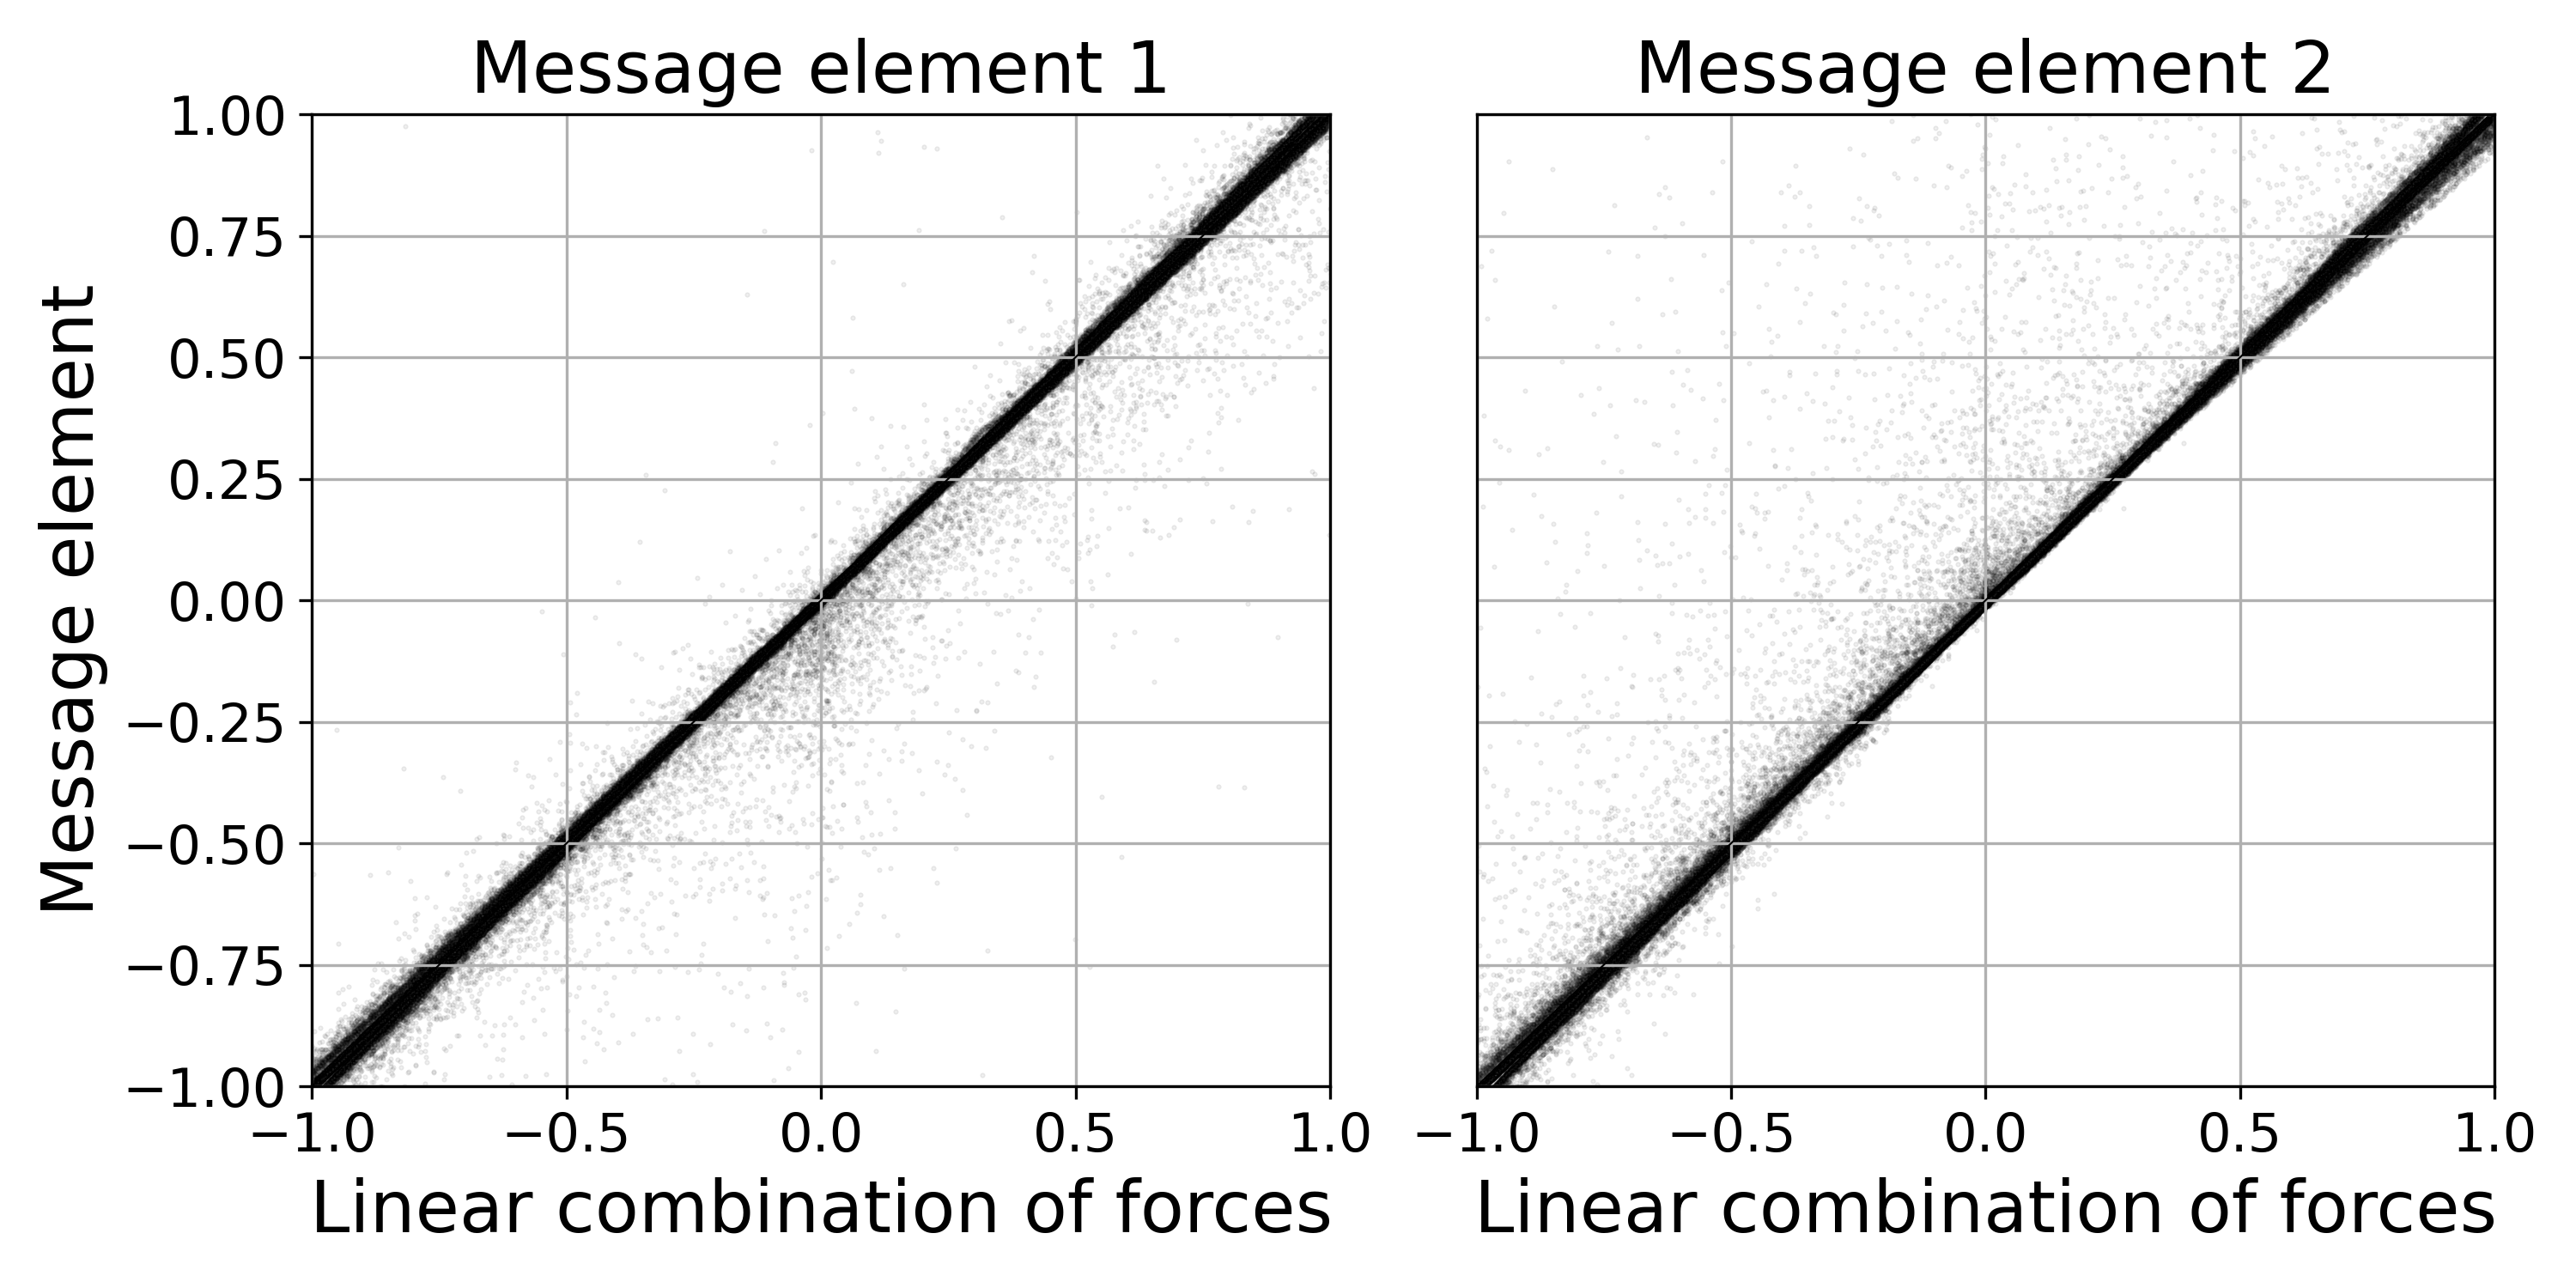 Message element 1
Message element 2
Message element
1.00
0.75
0.50
0.25
0.00
−0.25
−0.50
−0.75
−1.00
−1.0 −0.5 0.0 0.5 1.0
−1.0 −0.5 0.0 0.5 1.0
Linear combination of forces
Linear combination of forces